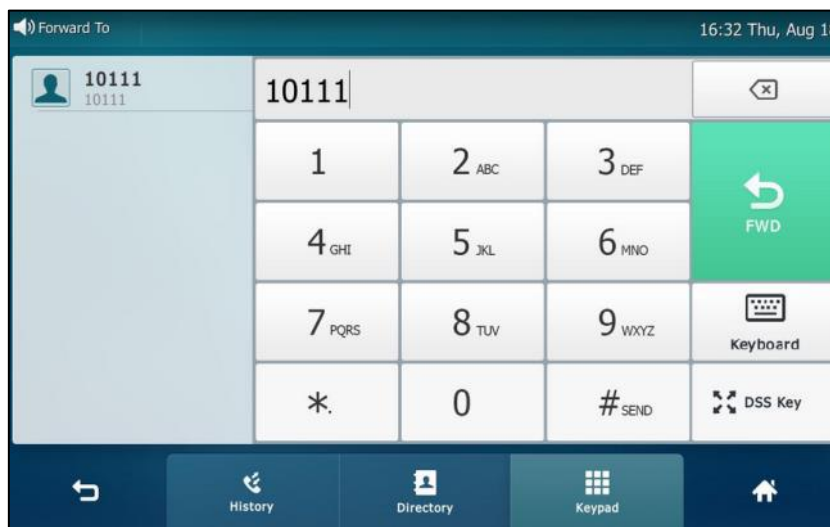 Forward To 16:32 Thu, Aug
10111
10111
10111
1 2 ABC 3 DEF
FWD
4 GHI 5 JKL 6 MNO
7 PQRS 8 TUV 9 WXYZ
Keyboard
*. 0 # SEND DSS Key
History Directory Keypad